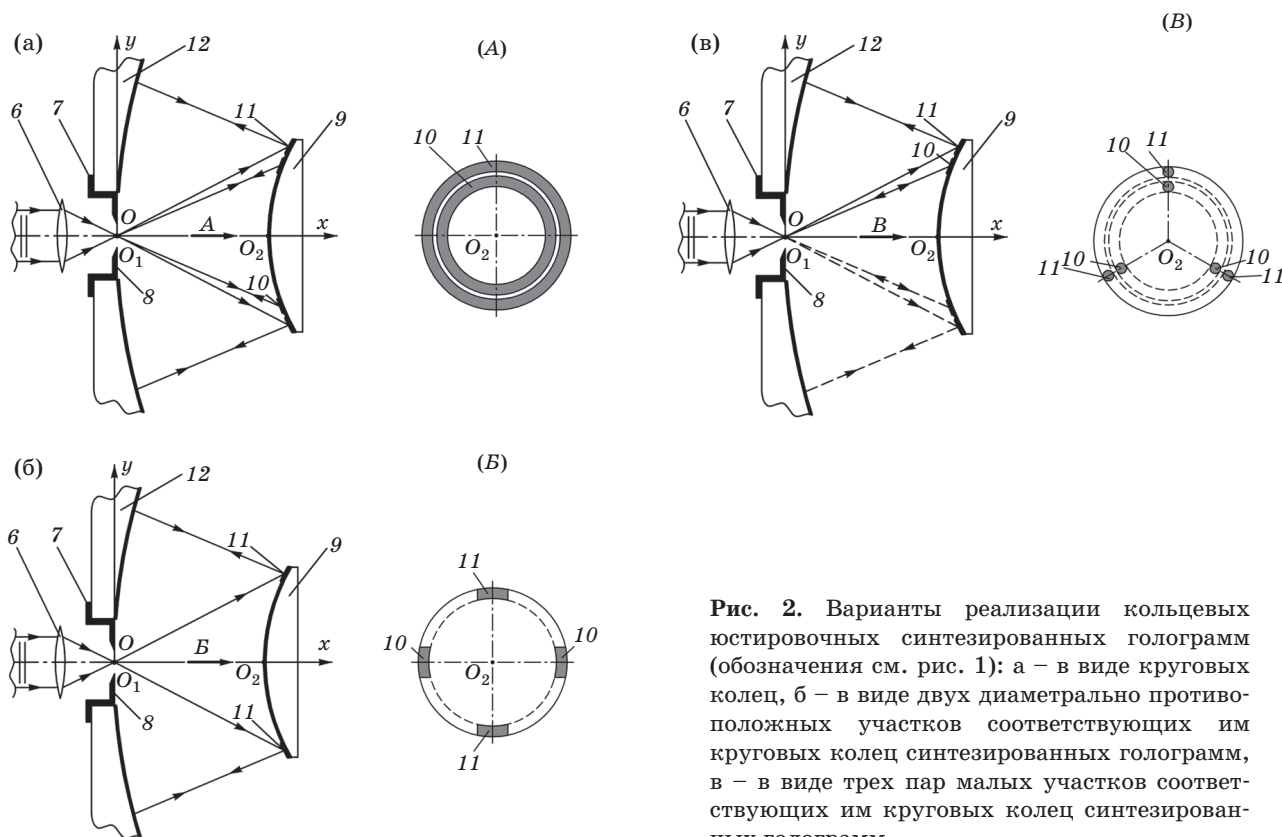 (а)
y
12
(А)
6
7
11
9
10
11
10
O
А
x
O₁
O₂
O₂
10
8
11
(в)
y
12
(В)
6
7
11
9
10
11
10
O
В
x
O₁
O₂
O₂
10
10
11
11
8
(б)
y
12
(Б)
6
7
11
9
11
10
10
O
Б
x
O₁
O₂
O₂
8
11
11
Рис. 2. Варианты реализации кольцевых
юстировочных синтезированных голограмм
(обозначения см. рис. 1): а – в виде круговых
колец, б – в виде двух диаметрально противо-
положных участков соответствующих им
круговых колец синтезированных голограмм,
в – в виде трех пар малых участков соответ-
ствующих им круговых колец синтезирован-
ных голограмм.